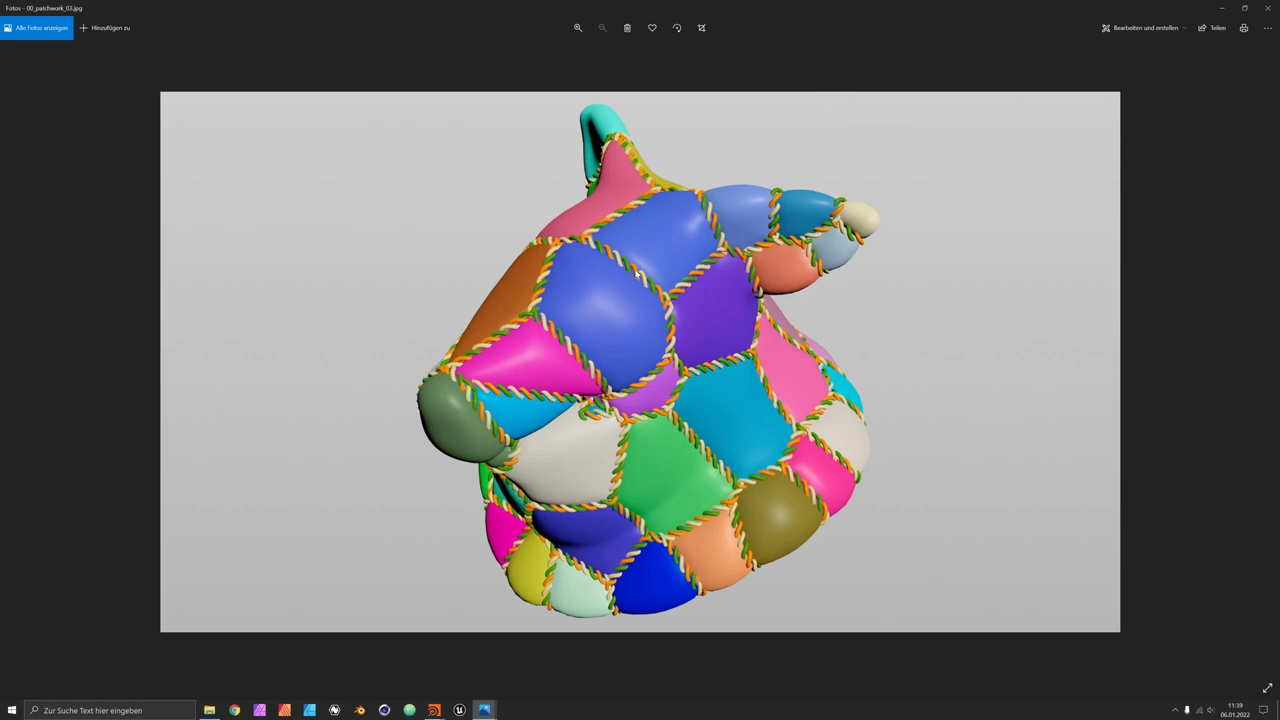 Fotos - 00_patchwork_03.jpg
Alle Fotos anzeigen
Hinzufügen zu
Bearbeiten und erstellen
Teilen
Zur Suche Text hier eingeben
11:39
06.01.2022